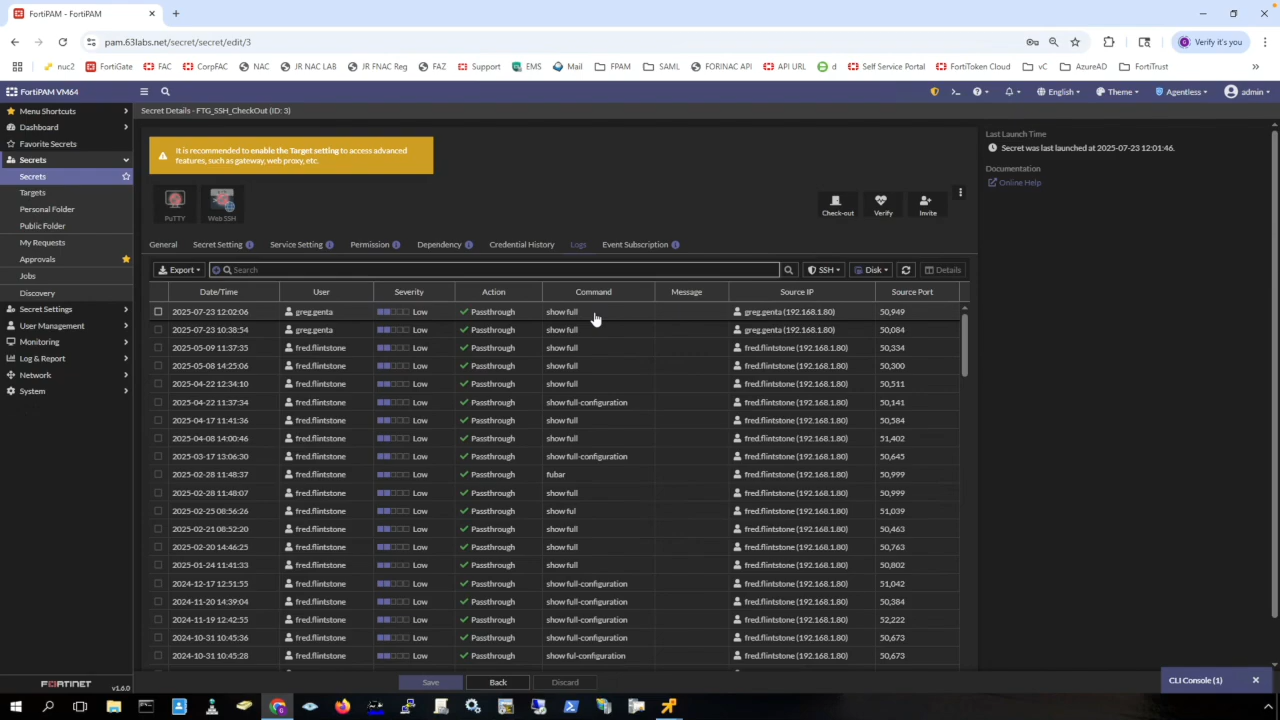 FortiPAM - FortiPAM
pam.63labs.net/secret/secret/edit/3
Verify it's you
nuc2 FortiGate FAC CorpFAC NAC JR NAC LAB JR FNAC Reg FAZ Support EMS Mail FPAM SAML FORINAC API API URL d Self Service Portal FortiToken Cloud vC AzureAD FortiTrust
FortiPAM VM64
English Theme Agentless admin
Menu Shortcuts
Dashboard
Favorite Secrets
Secrets
Secrets
Targets
Personal Folder
Public Folder
My Requests
Approvals
Jobs
Discovery
Secret Settings
User Management
Monitoring
Log & Report
Network
System
FORTINET v1.6.0
Secret Details - FTG_SSH_CheckOut (ID: 3)
It is recommended to enable the Target setting to access advanced
features, such as gateway, web proxy, etc.
PuTTY Web SSH
Check-out Verify Invite
Last Launch Time
Secret was last launched at 2025-07-23 12:01:46.
Documentation
Online Help
General Secret Setting Service Setting Permission Dependency Credential History Logs Event Subscription
Export Search SSH Disk Details
Date/Time User Severity Action Command Message Source IP Source Port
2025-07-23 12:02:06 greg.genta Low Passthrough show full greg.genta (192.168.1.80) 50,949
2025-07-23 10:38:54 greg.genta Low Passthrough show full greg.genta (192.168.1.80) 50,084
2025-05-09 11:37:35 fred.flintstone Low Passthrough show full fred.flintstone (192.168.1.80) 50,334
2025-05-08 14:25:06 fred.flintstone Low Passthrough show full fred.flintstone (192.168.1.80) 50,300
2025-04-22 12:34:10 fred.flintstone Low Passthrough show full fred.flintstone (192.168.1.80) 50,511
2025-04-22 11:37:34 fred.flintstone Low Passthrough show full-configuration fred.flintstone (192.168.1.80) 50,141
2025-04-17 11:41:36 fred.flintstone Low Passthrough show full fred.flintstone (192.168.1.80) 50,584
2025-04-08 14:00:46 fred.flintstone Low Passthrough show full fred.flintstone (192.168.1.80) 51,402
2025-03-17 13:06:30 fred.flintstone Low Passthrough show full-configuration fred.flintstone (192.168.1.80) 50,645
2025-02-28 11:48:37 fred.flintstone Low Passthrough fubar fred.flintstone (192.168.1.80) 50,999
2025-02-28 11:48:07 fred.flintstone Low Passthrough show full fred.flintstone (192.168.1.80) 50,999
2025-02-25 08:56:26 fred.flintstone Low Passthrough show ful fred.flintstone (192.168.1.80) 51,039
2025-02-21 08:52:20 fred.flintstone Low Passthrough show full fred.flintstone (192.168.1.80) 50,463
2025-02-20 14:46:25 fred.flintstone Low Passthrough show full fred.flintstone (192.168.1.80) 50,763
2025-01-24 11:41:33 fred.flintstone Low Passthrough show full fred.flintstone (192.168.1.80) 50,802
2024-12-17 12:51:55 fred.flintstone Low Passthrough show full-configuration fred.flintstone (192.168.1.80) 51,042
2024-11-20 14:39:04 fred.flintstone Low Passthrough show full-configuration fred.flintstone (192.168.1.80) 50,384
2024-11-19 12:42:55 fred.flintstone Low Passthrough show full-configuration fred.flintstone (192.168.1.80) 52,222
2024-10-31 10:45:36 fred.flintstone Low Passthrough show full-configuration fred.flintstone (192.168.1.80) 50,673
2024-10-31 10:45:28 fred.flintstone Low Passthrough show ful-configuration fred.flintstone (192.168.1.80) 50,673
Save Back Discard
CLI Console (1)